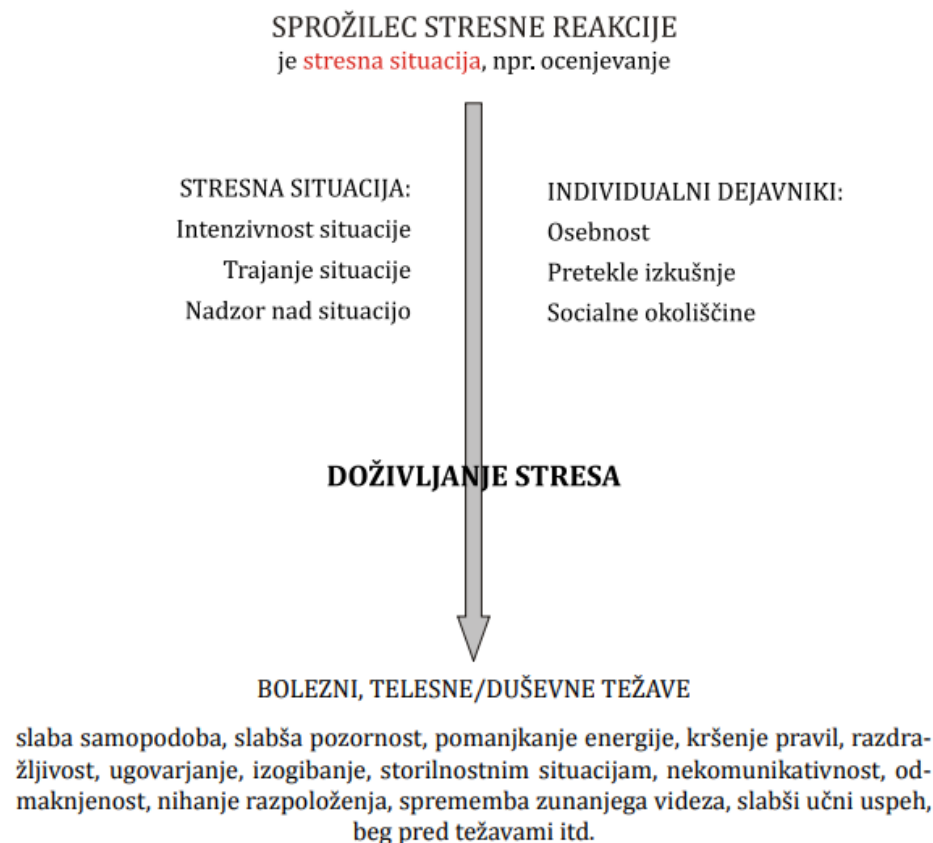 SPROŽILEC STRESNE REAKCIJE
je stresna situacija, npr. ocenjevanje
STRESNA SITUACIJA:
Intenzivnost situacije
Trajanje situacije
Nadzor nad situacijo
INDIVIDUALNI DEJAVNIKI:
Osebnost
Pretekle izkušnje
Socialne okoliščine
DOŽIVLJANJE STRESA
BOLEZNI, TELESNE/DUŠEVNE TEŽAVE
slaba samopodoba, slabša pozornost, pomanjkanje energije, kršenje pravil, razdra-
žljivost, ugovarjanje, izogibanje, storilnostnim situacijam, nekomunikativnost, od-
maknjenost, nihanje razpoloženja, sprememba zunanjega videza, slabši učni uspeh,
beg pred težavami itd.